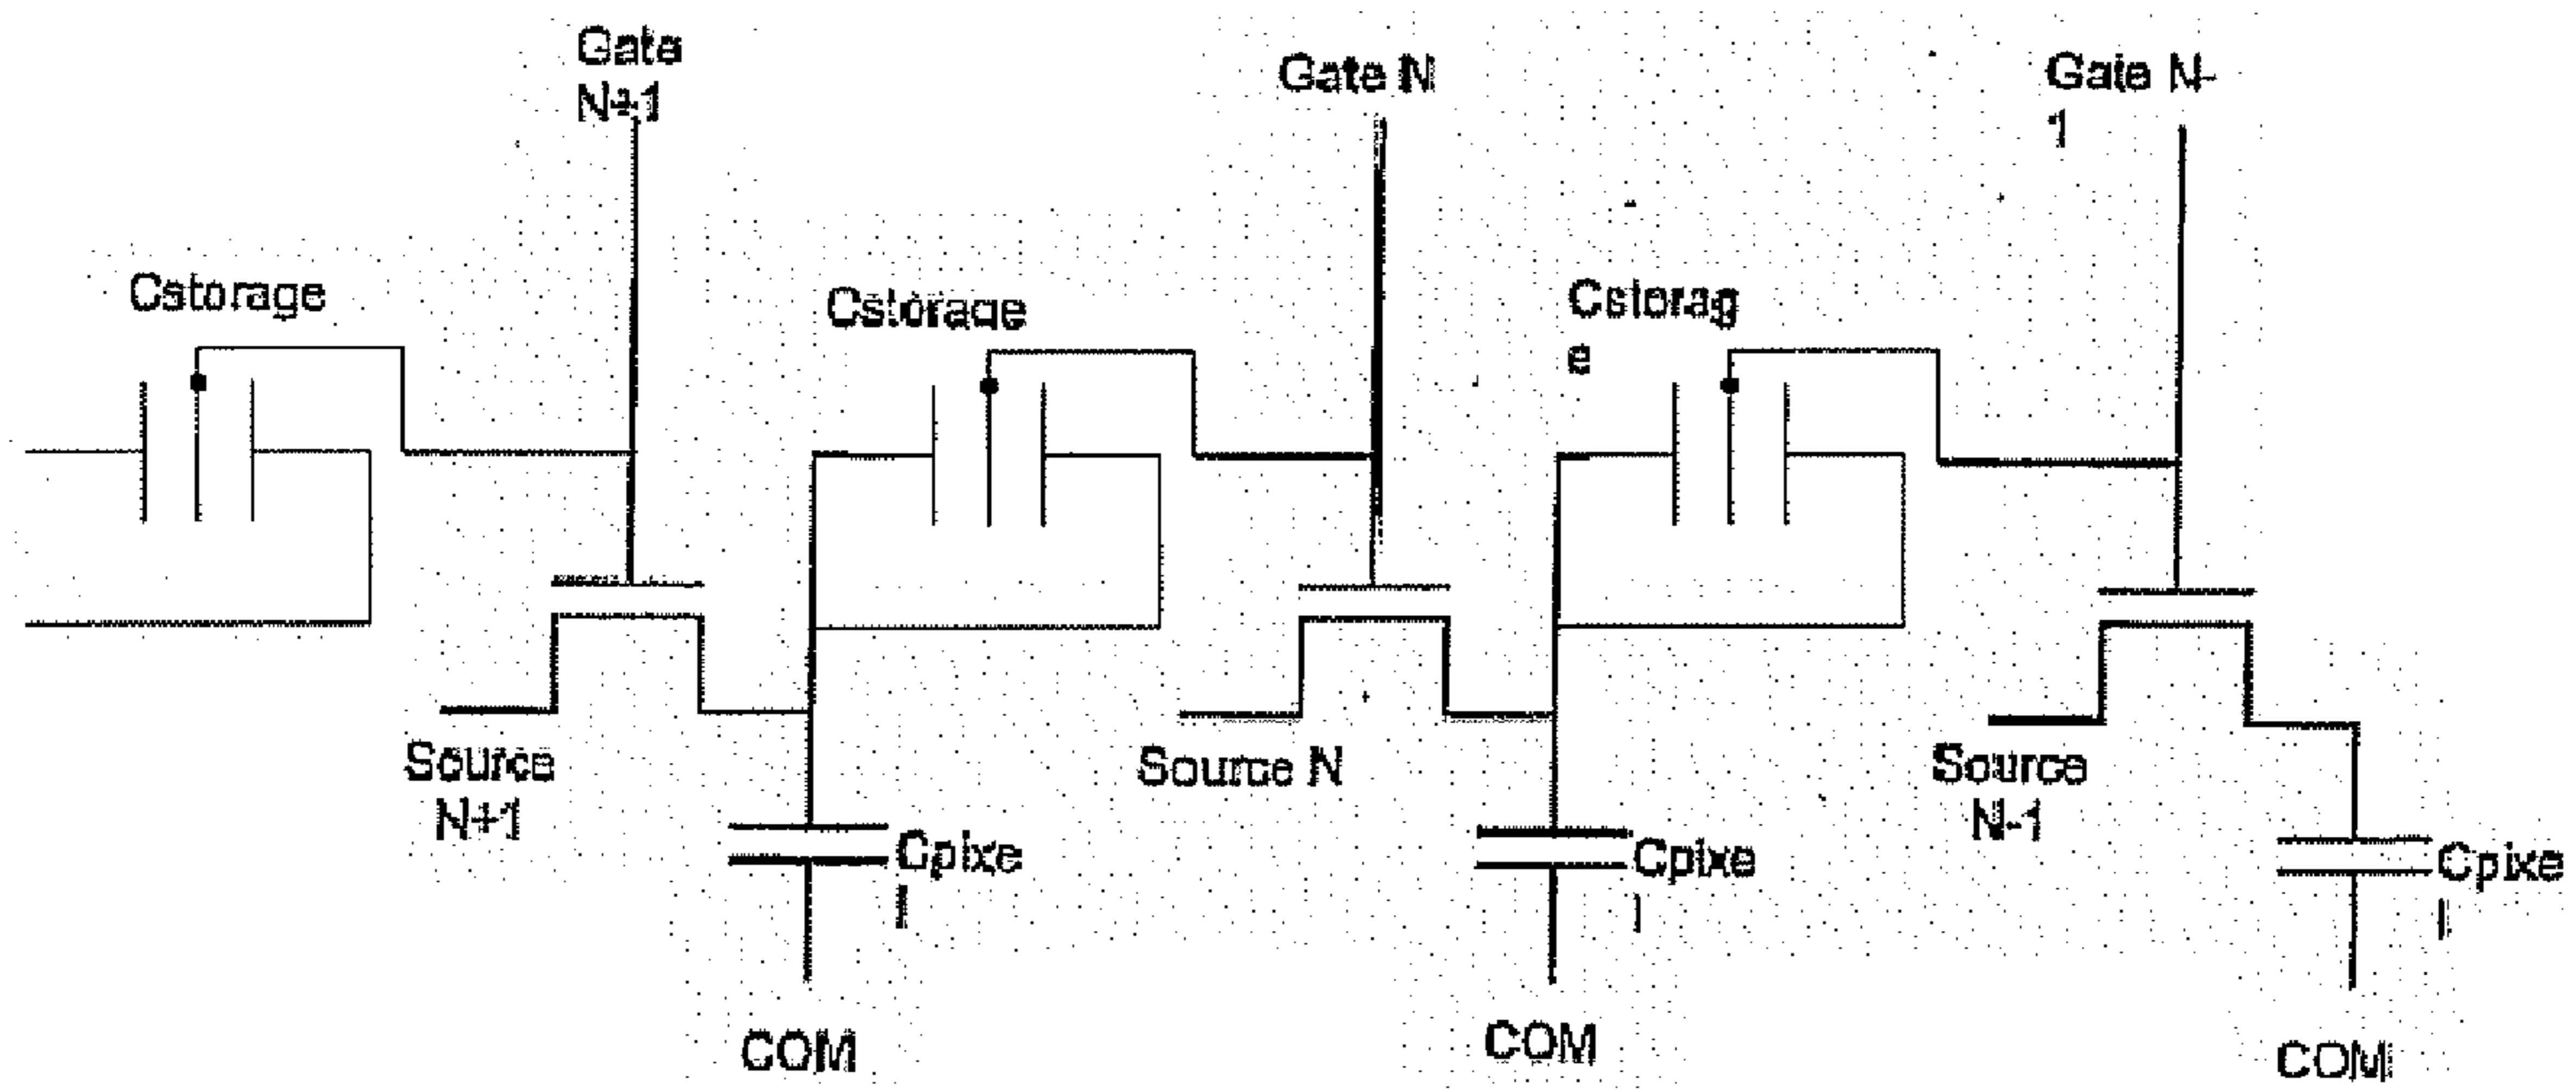 Gate
N+1
Gate N
Gate N-
1
Cstorage
Cstorage
Cstorag
e
Source
N+1
Source N
Source
N-1
Cpixe
l
Cpixe
l
Cpixe
l
COM
COM
COM